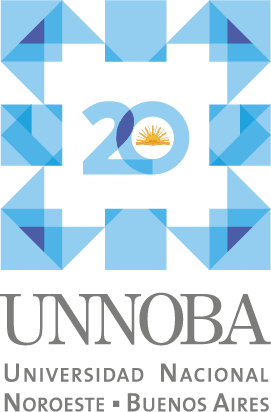 20
UNNOBA
UNIVERSIDAD NACIONAL
NOROESTE ▪ BUENOS AIRES